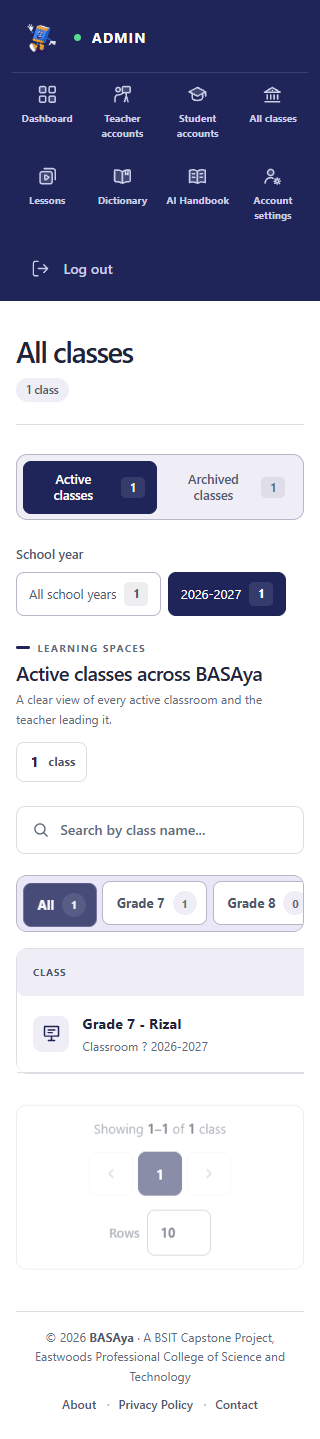 ADMIN
Dashboard
Teacher accounts
Student accounts
All classes
Lessons
Dictionary
AI Handbook
Account settings
Log out
All classes
1 class
Active classes 1
Archived classes 1
School year
All school years 1
2026-2027 1
LEARNING SPACES
Active classes across BASAya
A clear view of every active classroom and the
teacher leading it.
1 class
Search by class name...
All 1
Grade 7 1
Grade 8 0
CLASS
Grade 7 - Rizal
Classroom ? 2026-2027
Showing 1–1 of 1 class
1
Rows 10
© 2026 BASAya · A BSIT Capstone Project,
Eastwoods Professional College of Science and
Technology
About · Privacy Policy · Contact